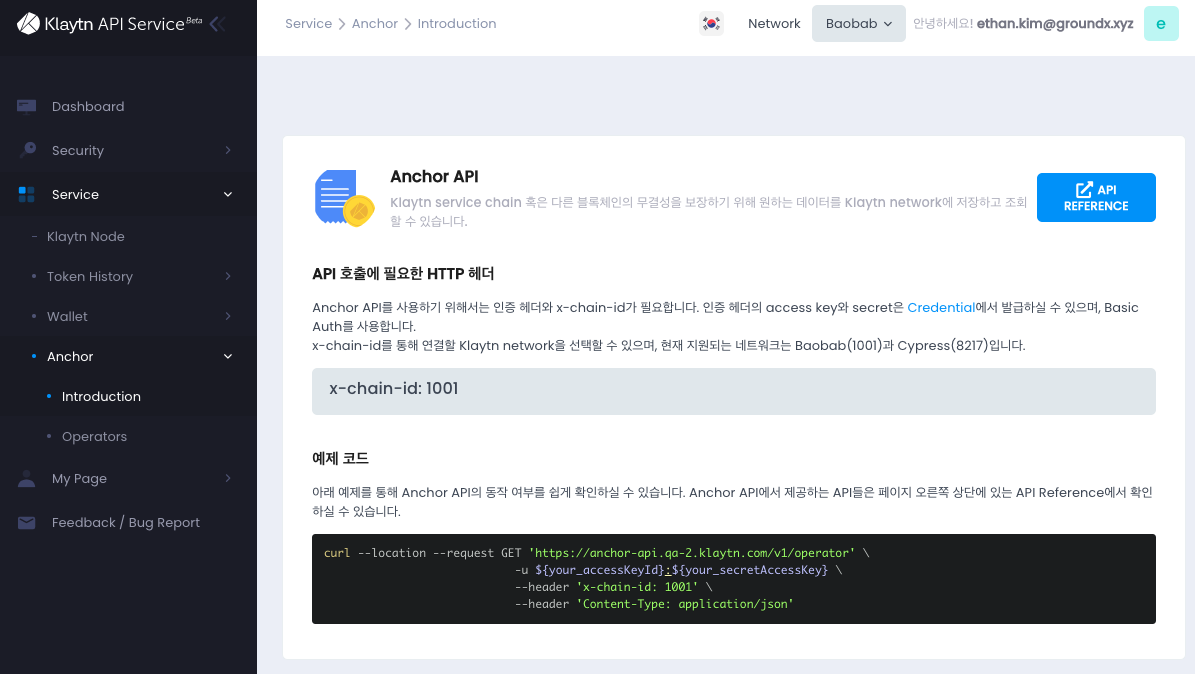 Klaytn API Service Beta
Service > Anchor > Introduction
Network
Baobab
안녕하세요! ethan.kim@groundx.xyz
e
Dashboard
Security
Service
Klaytn Node
Token History
Wallet
Anchor
Introduction
Operators
My Page
Feedback / Bug Report
Anchor API
Klaytn service chain 혹은 다른 블록체인의 무결성을 보장하기 위해 원하는 데이터를 Klaytn network에 저장하고 조회
할 수 있습니다.
API
REFERENCE
API 호출에 필요한 HTTP 헤더
Anchor API를 사용하기 위해서는 인증 헤더와 x-chain-id가 필요합니다. 인증 헤더의 access key와 secret은 Credential에서 발급하실 수 있으며, Basic
Auth를 사용합니다.
x-chain-id를 통해 연결할 Klaytn network을 선택할 수 있으며, 현재 지원되는 네트워크는 Baobab(1001)과 Cypress(8217)입니다.
x-chain-id: 1001
예제 코드
아래 예제를 통해 Anchor API의 동작 여부를 쉽게 확인하실 수 있습니다. Anchor API에서 제공하는 API들은 페이지 오른쪽 상단에 있는 API Reference에서 확인
하실 수 있습니다.
curl --location --request GET 'https://anchor-api.qa-2.klaytn.com/v1/operator' \
-u ${your_accessKeyId}:${your_secretAccessKey} \
--header 'x-chain-id: 1001' \
--header 'Content-Type: application/json'